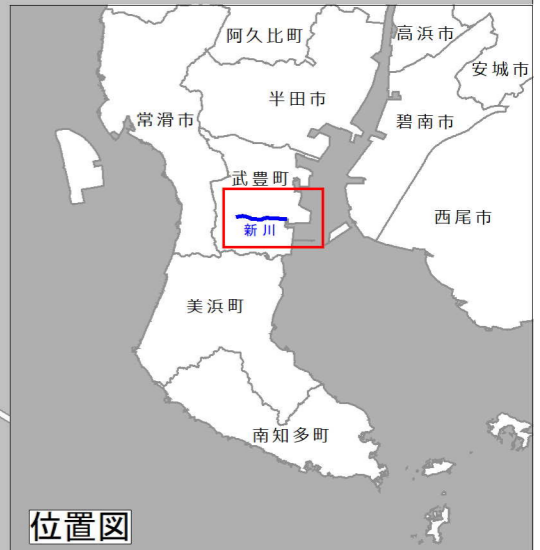 阿久比町
高浜市
安城市
半田市
常滑市
碧南市
武豊町
西尾市
新川
美浜町
南知多町
位置図